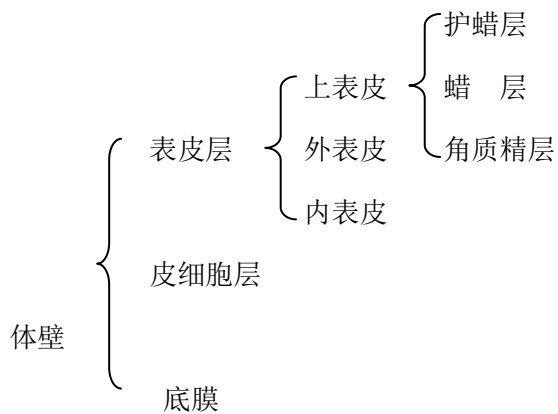 护蜡层
上表皮 蜡 层
表皮层 外表皮 角质精层
内表皮
皮细胞层
体壁
底膜